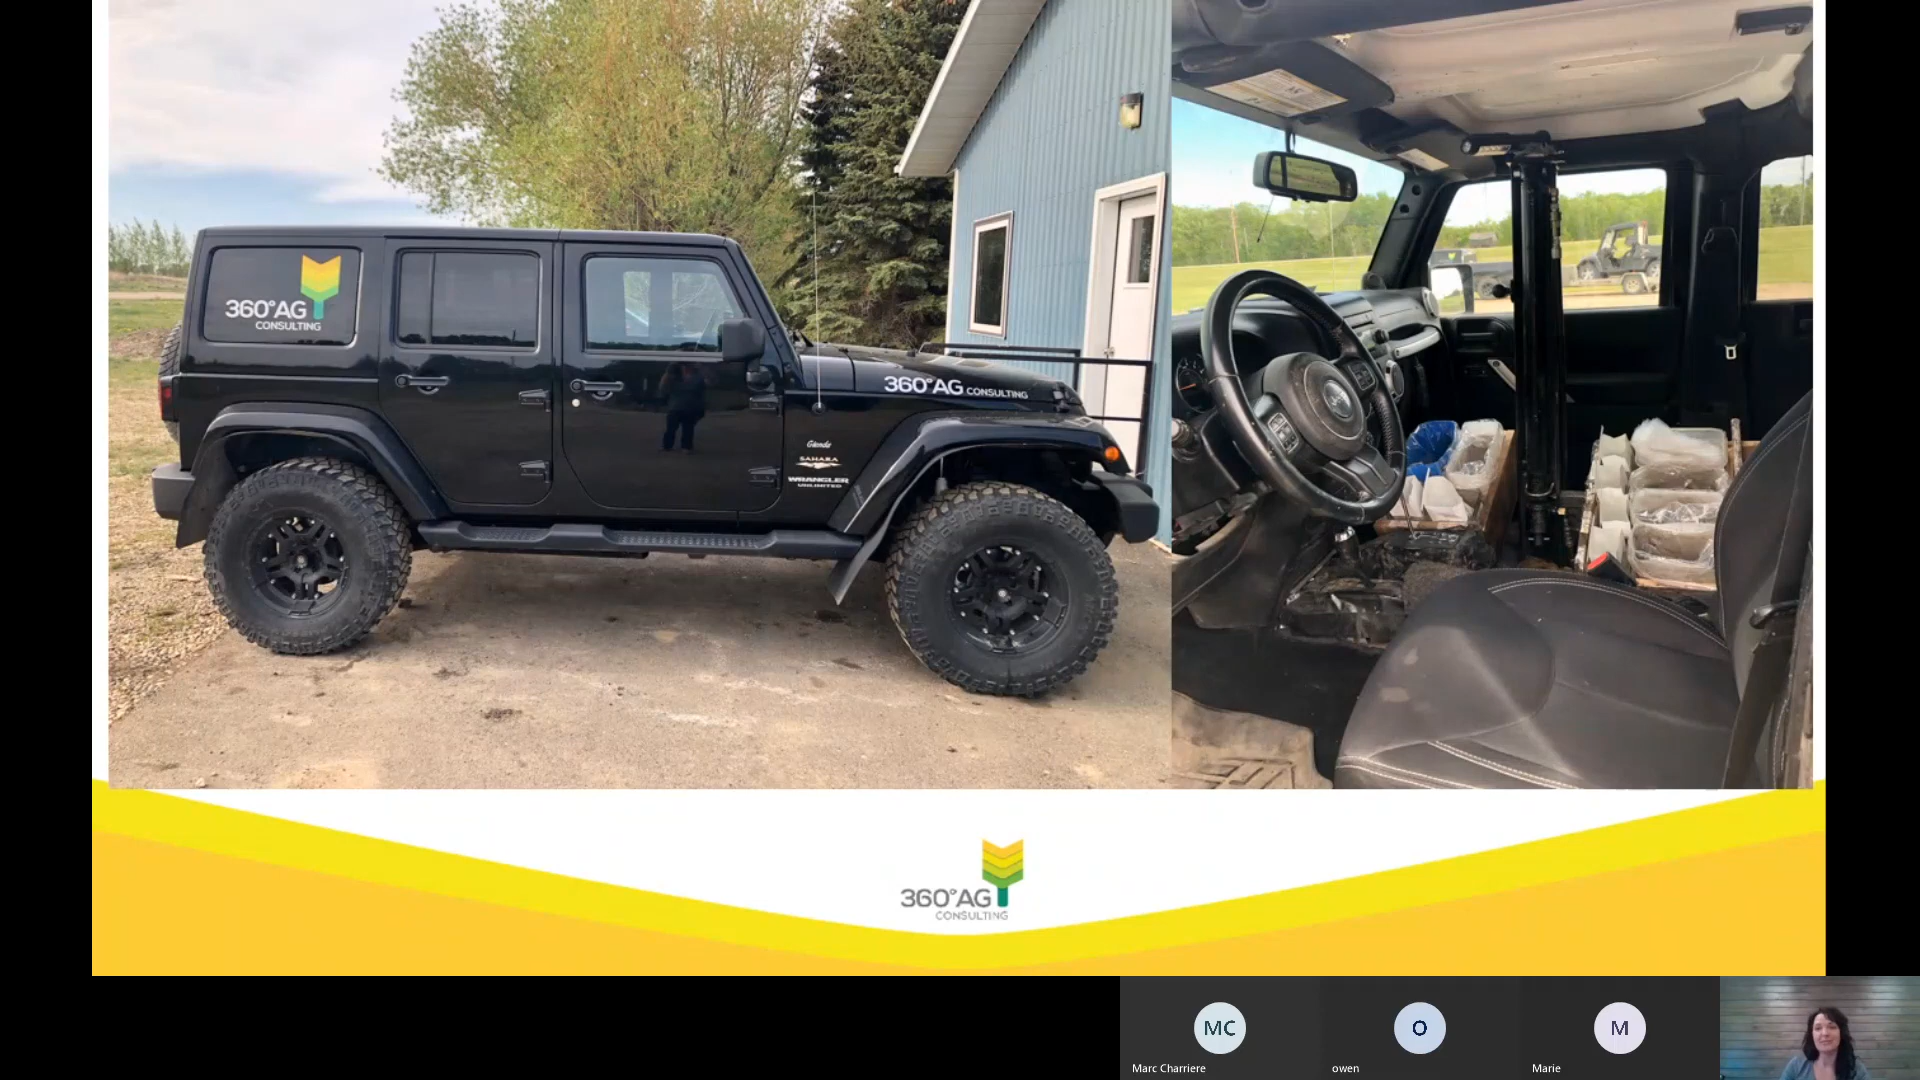 360°AG
CONSULTING
360°AG CONSULTING
Glenda
SAHARA
WRANGLER
UNLIMITED
360°AG
CONSULTING
MC
O
M
Marc Charriere
owen
Marie